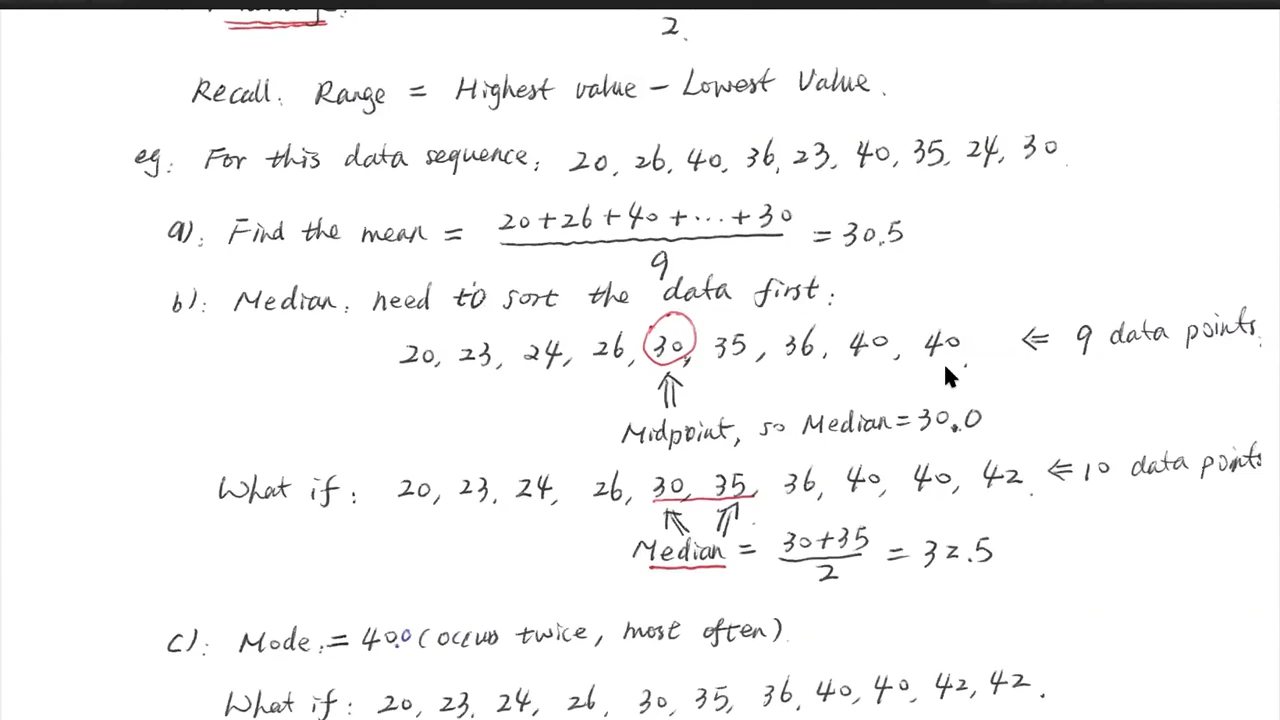 2.
Recall: Range = Highest value - Lowest Value.
eg: For this data sequence: 20, 26, 40, 36, 23, 40, 35, 24, 30
a): Find the mean = 20+26+40+...+30 / 9 = 30.5
b): Median: need to sort the data first:
20, 23, 24, 26, 30, 35, 36, 40, 40. ⇐ 9 data points.
Midpoint, so Median = 30.0
What if: 20, 23, 24, 26, 30, 35, 36, 40, 40, 42. ⇐ 10 data points
Median = 30+35 / 2 = 32.5
c): Mode: = 40.0 (occurs twice, most often)
What if: 20, 23, 24, 26, 30, 35, 36, 40, 40, 42, 42.